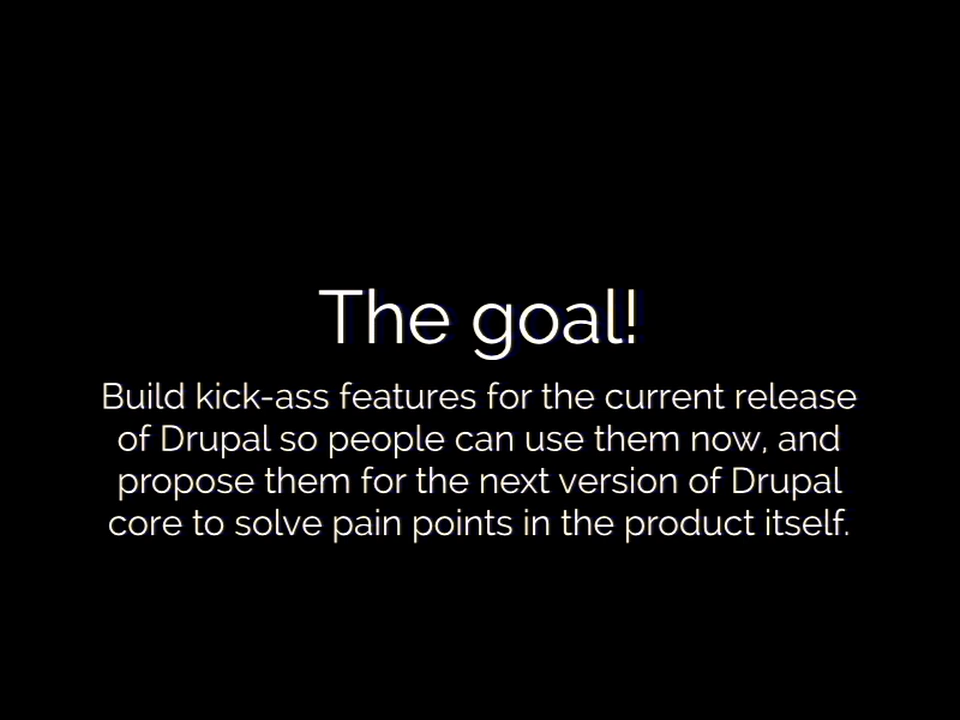 The goal!
Build kick-ass features for the current release
of Drupal so people can use them now, and
propose them for the next version of Drupal
core to solve pain points in the product itself.